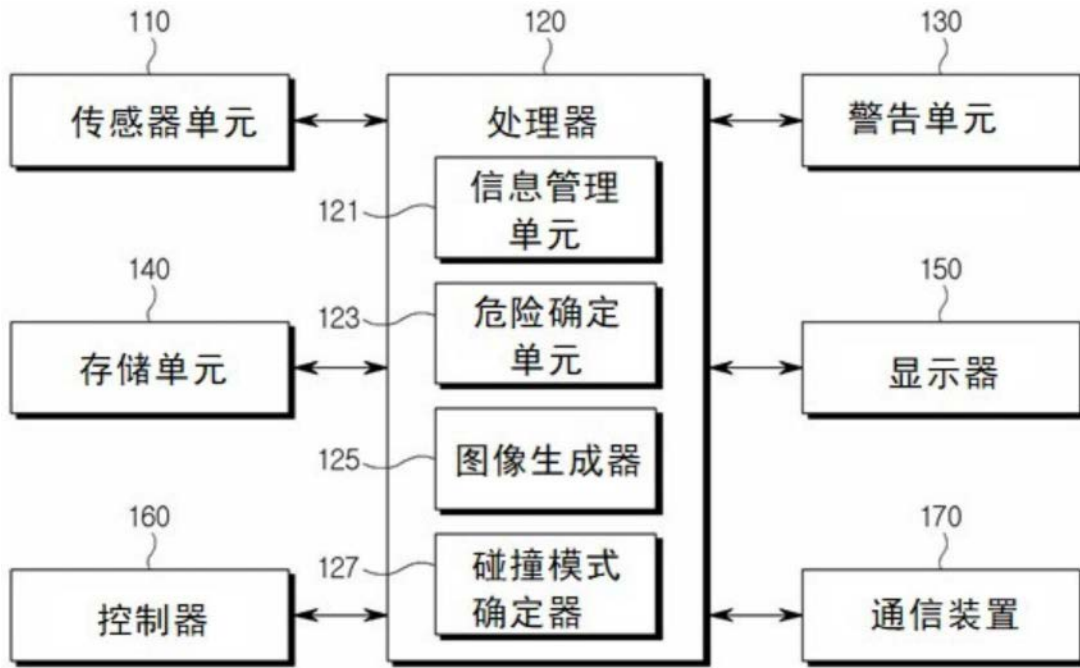 110
120
130
传感器单元
处理器
警告单元
121
信息管理
单元
140
150
123
危险确定
单元
存储单元
显示器
125
图像生成器
160
170
127
碰撞模式
确定器
控制器
通信装置